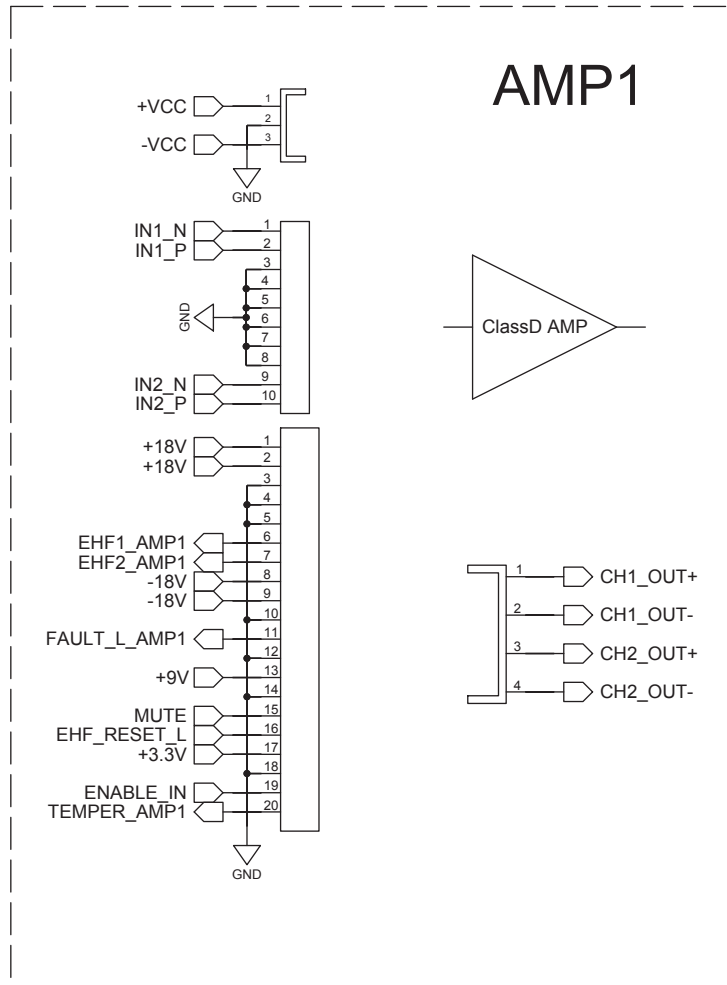 AMP1
+VCC 1
2
-VCC 3
GND
IN1_N 1
IN1_P 2
3
4
5
GND
6
7
8
IN2_N 9
IN2_P 10
ClassD AMP
+18V 1
+18V 2
3
4
5
EHF1_AMP1 6
EHF2_AMP1 7
-18V 8
-18V 9
10
FAULT_L_AMP1 11
12
+9V 13
14
MUTE 15
EHF_RESET_L 16
+3.3V 17
18
ENABLE_IN 19
TEMPER_AMP1 20
GND
1 CH1_OUT+
2 CH1_OUT-
3 CH2_OUT+
4 CH2_OUT-